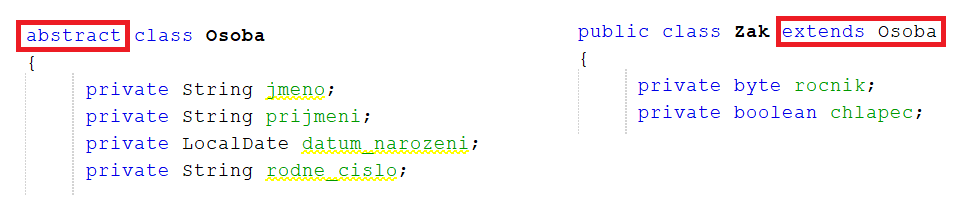 abstract class Osoba
{
private String jmeno;
private String prijmeni;
private LocalDate datum_narozeni;
private String rodne_cislo;
public class Zak extends Osoba
{
private byte rocnik;
private boolean chlapec;